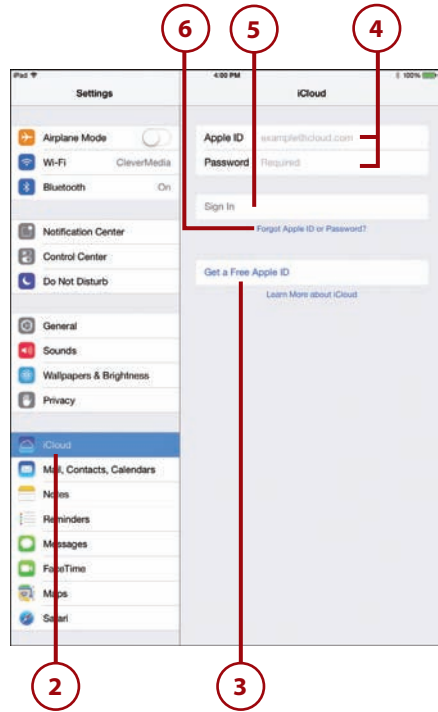 6
5
4
iPad
4:00 PM
100%
Settings
iCloud
Airplane Mode
Wi-Fi
CleverMedia
Bluetooth
On
Notification Center
Control Center
Do Not Disturb
General
Sounds
Wallpapers & Brightness
Privacy
iCloud
Mail, Contacts, Calendars
Notes
Reminders
Messages
FaceTime
Maps
Safari
Apple ID
example@icloud.com
Password
Required
Sign In
Forgot Apple ID or Password?
Get a Free Apple ID
Learn More about iCloud
2
3